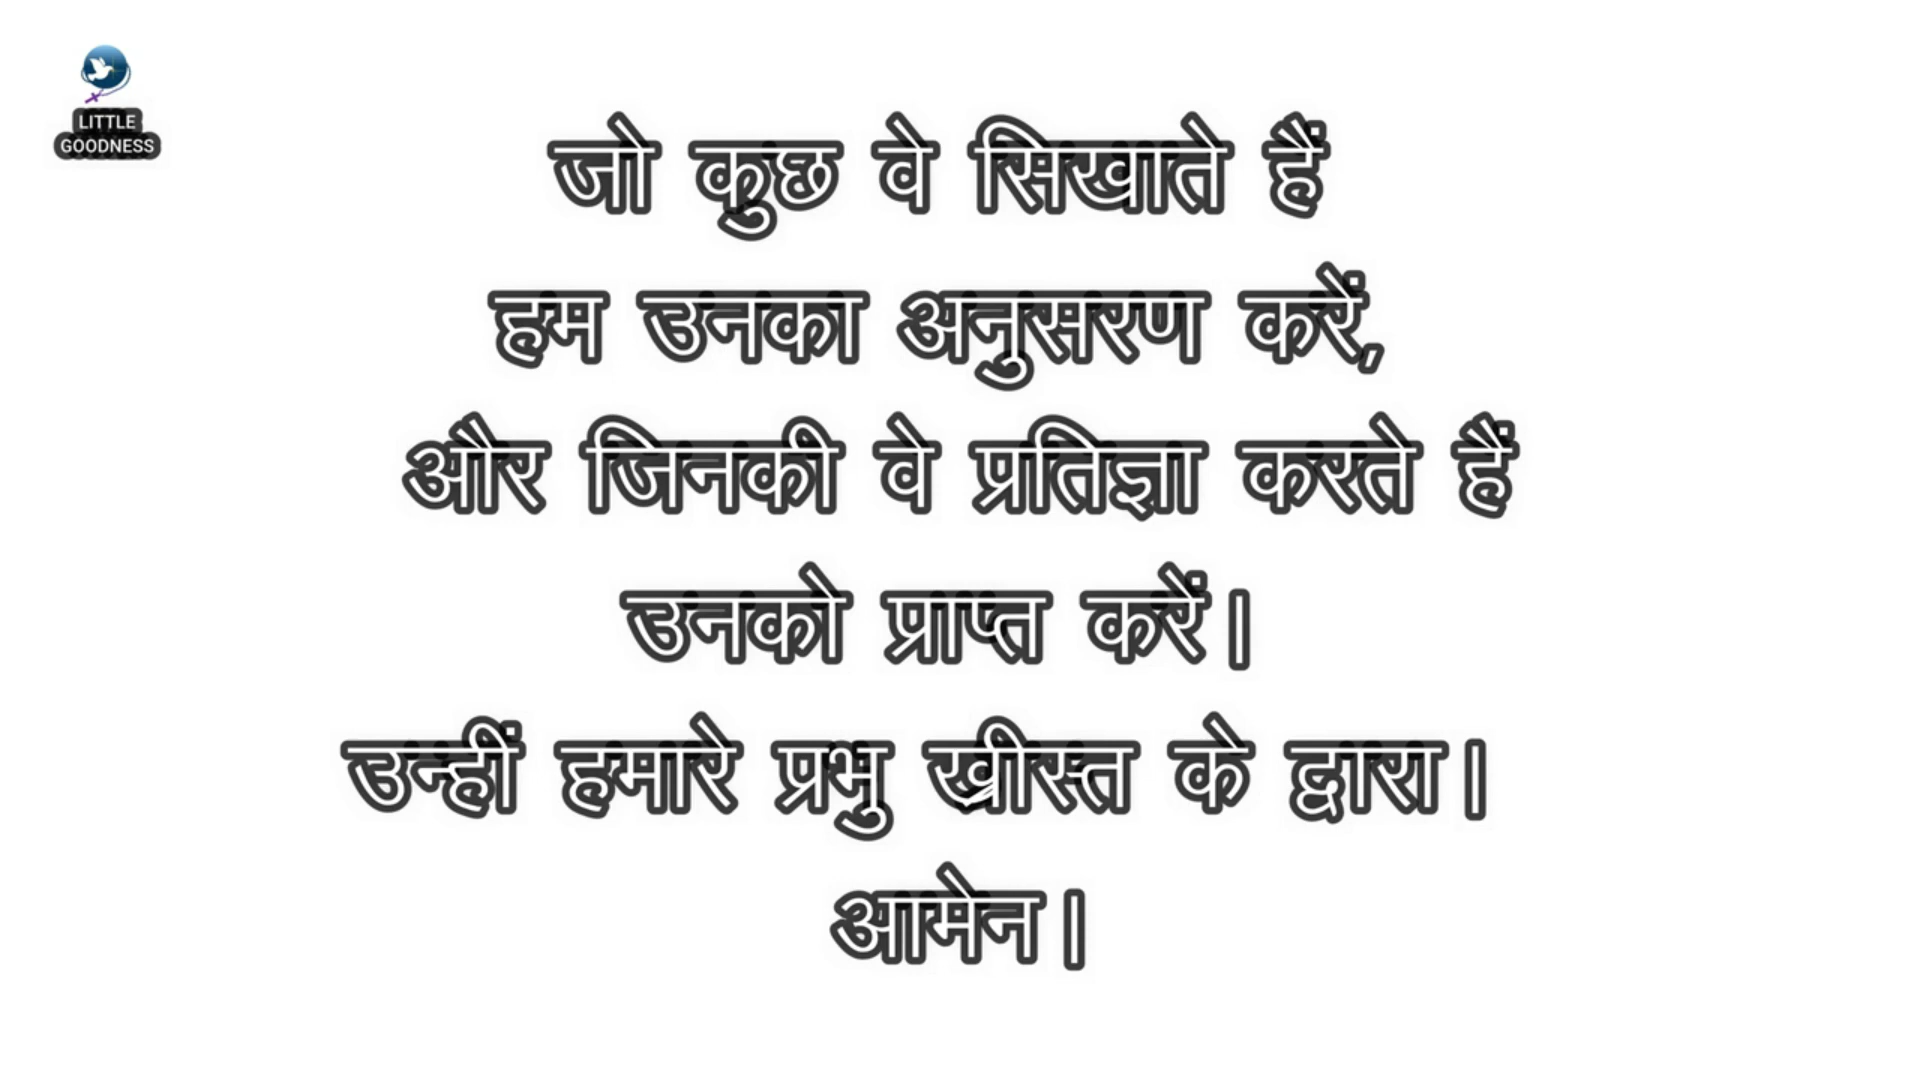 LITTLE
GOODNESS
जो कुछ वे सिखाते हैं
हम उनका अनुसरण करें,
और जिनकी वे प्रतिज्ञा करते हैं
उनको प्राप्त करें।
उन्हीं हमारे प्रभु ख्रीस्त के द्वारा।
आमेन।